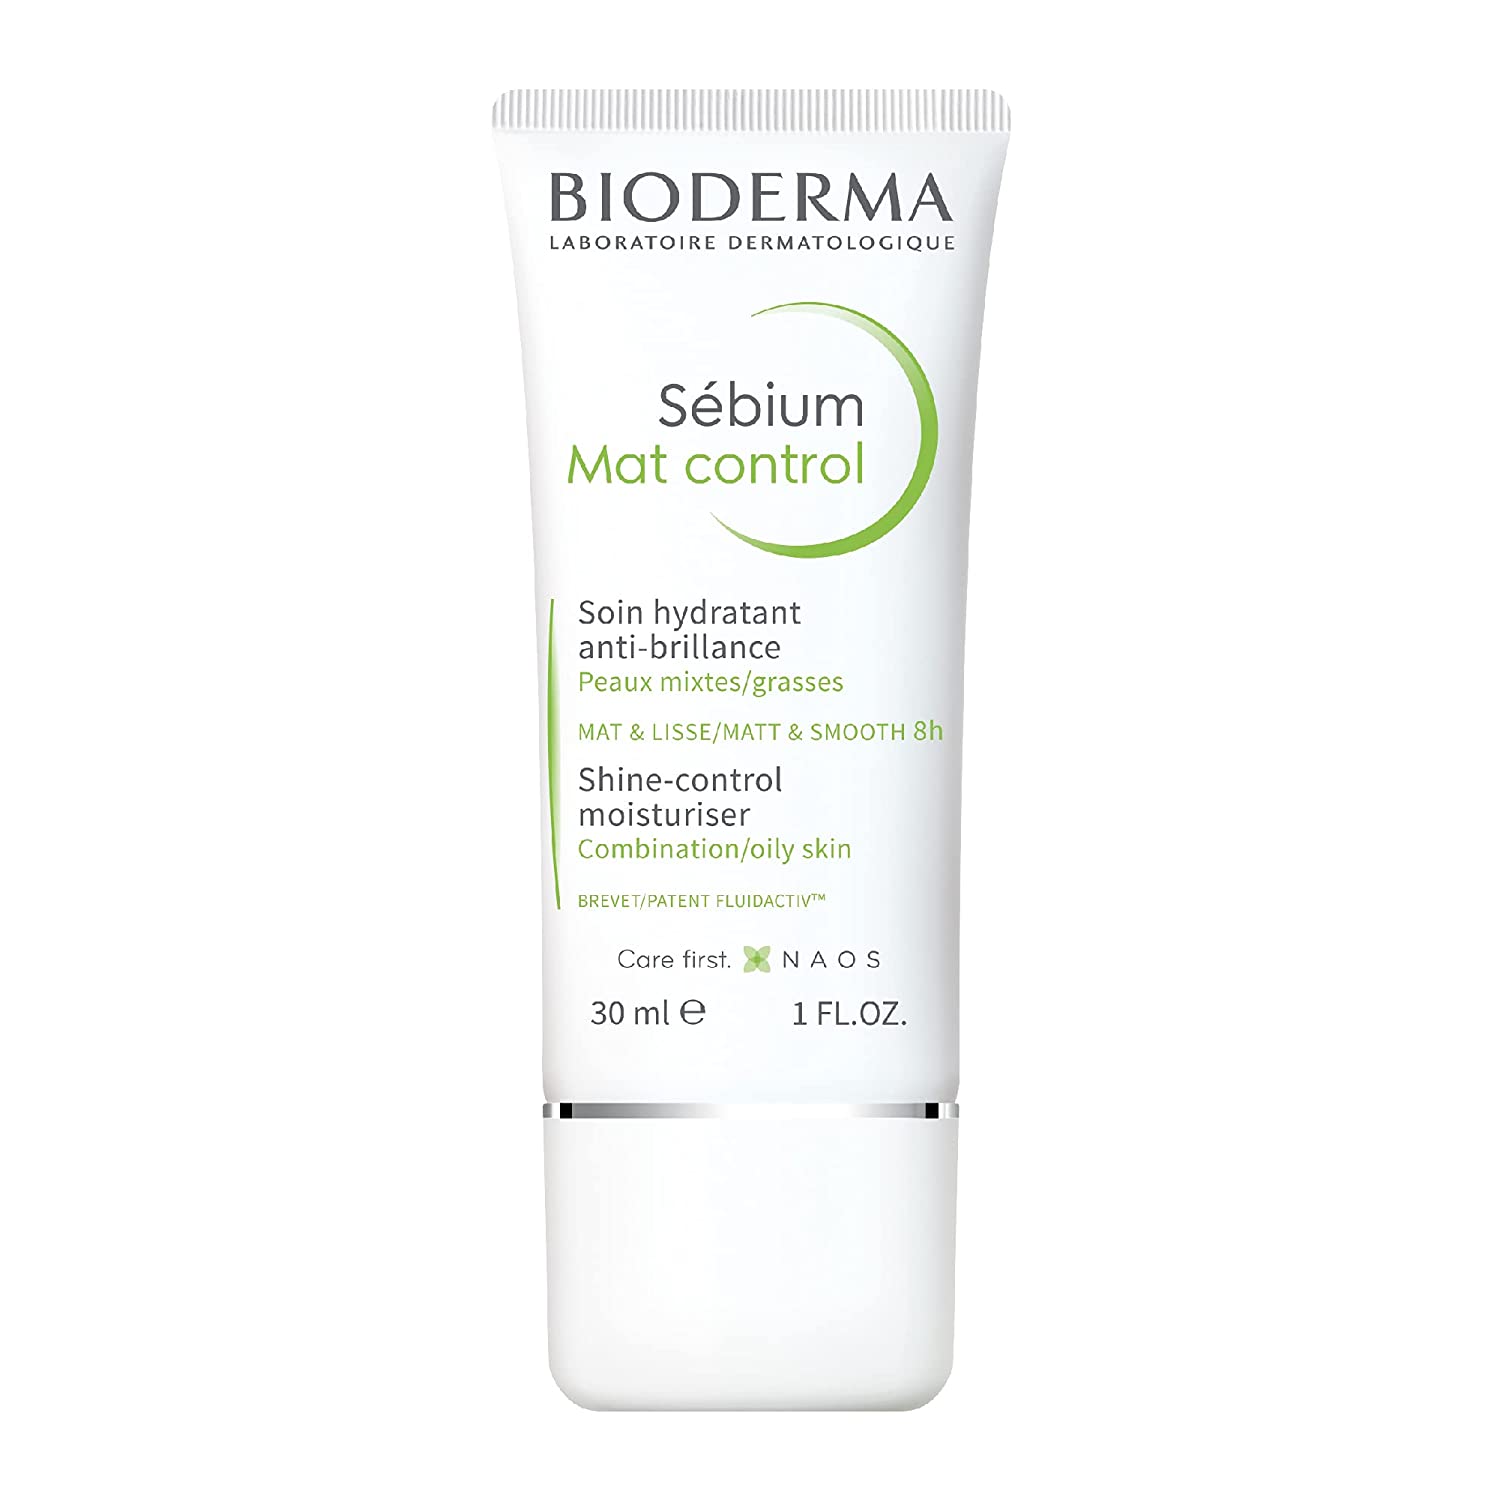 BIODERMA
LABORATOIRE DERMATOLOGIQUE
Sébium
Mat control
Soin hydratant
anti-brillance
Peaux mixtes/grasses
MAT & LISSE/MATT & SMOOTH 8h
Shine-control
moisturiser
Combination/oily skin
BREVET/PATENT FLUIDACTIV™
Care first. NAOS
30 ml ℮ 1 FL.OZ.